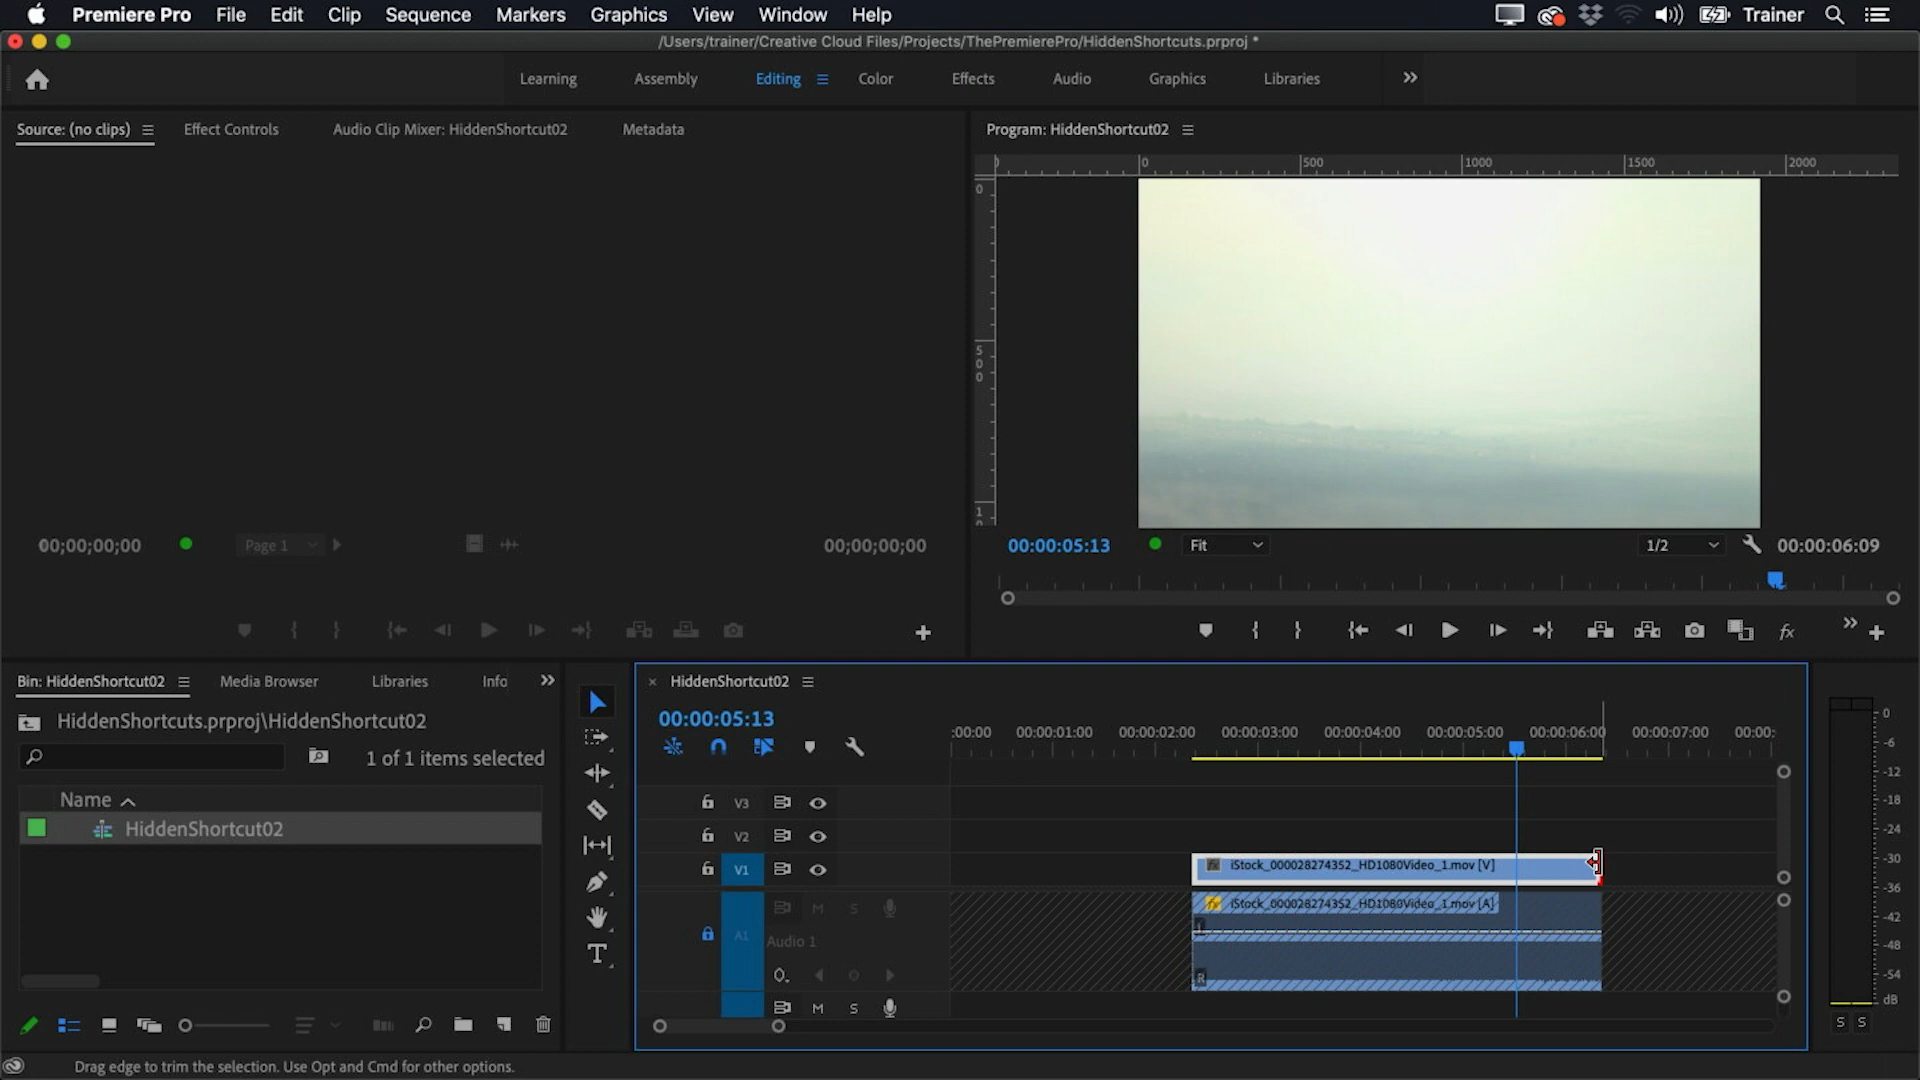 Premiere Pro File Edit Clip Sequence Markers Graphics View Window Help Trainer
/Users/trainer/Creative Cloud Files/Projects/ThePremierePro/HiddenShortcuts.prproj *
Learning Assembly Editing Color Effects Audio Graphics Libraries
Source: (no clips) Effect Controls Audio Clip Mixer: HiddenShortcut02 Metadata
Program: HiddenShortcut02
0 500 1000 1500 2000
0
500
00;00;00;00 Page 1 00;00;00;00
00:00:05:13 Fit 1/2 00:00:06:09
fx
Bin: HiddenShortcut02 Media Browser Libraries Info
HiddenShortcuts.prproj\HiddenShortcut02
1 of 1 items selected
Name
HiddenShortcut02
HiddenShortcut02
00:00:05:13
:00:00 00:00:01:00 00:00:02:00 00:00:03:00 00:00:04:00 00:00:05:00 00:00:06:00 00:00:07:00 00:00:
V3
V2
V1 iStock_000028274352_HD1080Video_1.mov [V]
fx iStock_000028274352_HD1080Video_1.mov [A]
M S
A1 Audio 1
R
M S
0
-6
-12
-18
-24
-30
-36
-42
-48
-54
dB
S S
Drag edge to trim the selection. Use Opt and Cmd for other options.